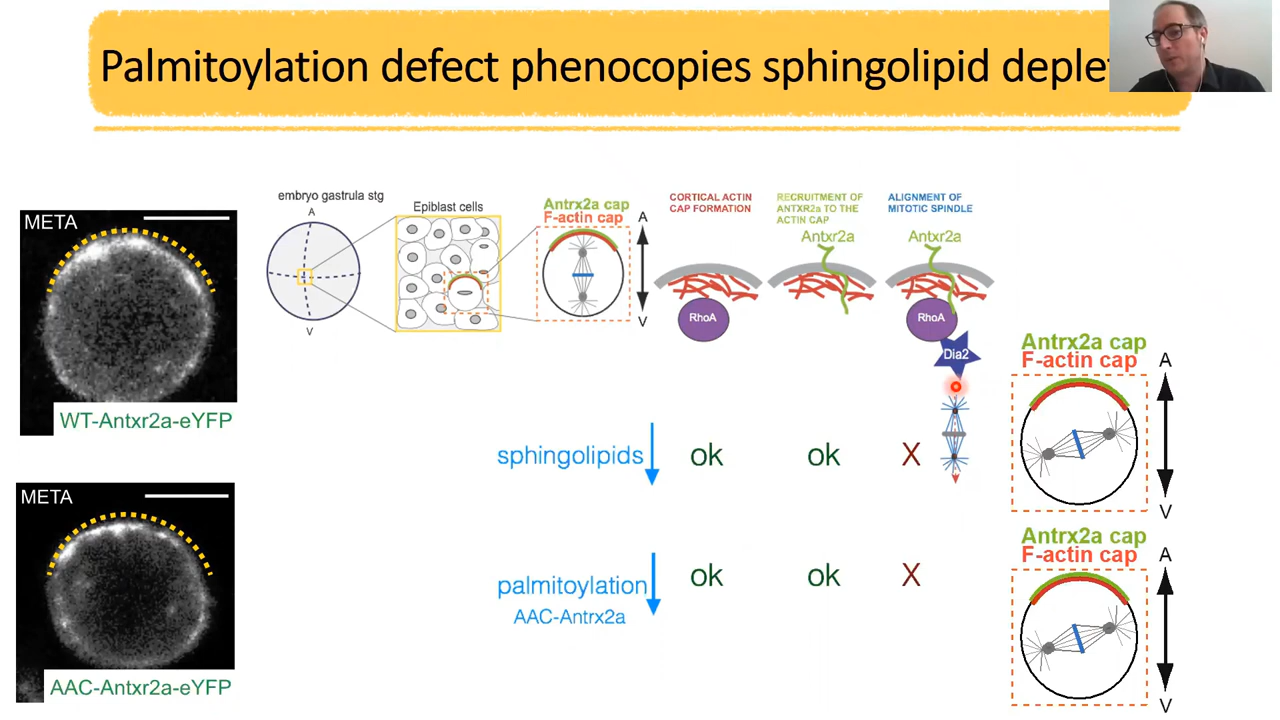 Palmitoylation defect phenocopies sphingolipid
META
WT-Antxr2a-eYFP
META
AAC-Antxr2a-eYFP
embryo gastrula stg
A
V
Epiblast cells
Antrx2a cap
F-actin cap
A
V
CORTICAL ACTIN
CAP FORMATION
RhoA
RECRUITMENT OF
ANTXR2a TO THE
ACTIN CAP
Antxr2a
ALIGNMENT OF
MITOTIC SPINDLE
Antxr2a
RhoA
Dia2
sphingolipids ok ok X
Antrx2a cap
F-actin cap
A
V
palmitoylation ok ok X
AAC-Antrx2a
Antrx2a cap
F-actin cap
A
V